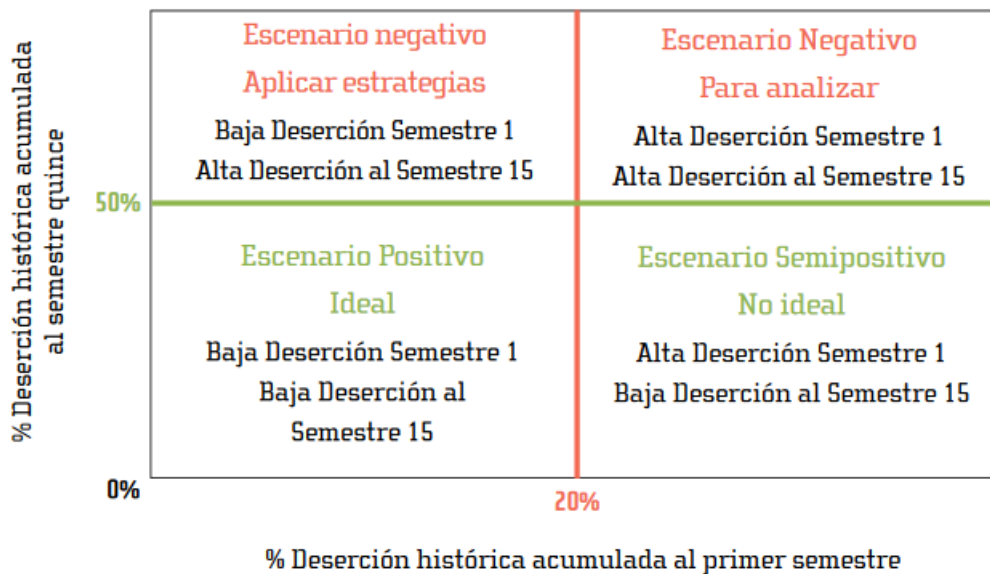 % Deserción histórica acumulada
al semestre quince
Escenario negativo
Aplicar estrategias
Baja Deserción Semestre 1
Alta Deserción al Semestre 15
Escenario Negativo
Para analizar
Alta Deserción Semestre 1
Alta Deserción al Semestre 15
50%
Escenario Positivo
Ideal
Baja Deserción Semestre 1
Baja Deserción al
Semestre 15
Escenario Semipositivo
No ideal
Alta Deserción Semestre 1
Baja Deserción al Semestre 15
0%
20%
% Deserción histórica acumulada al primer semestre